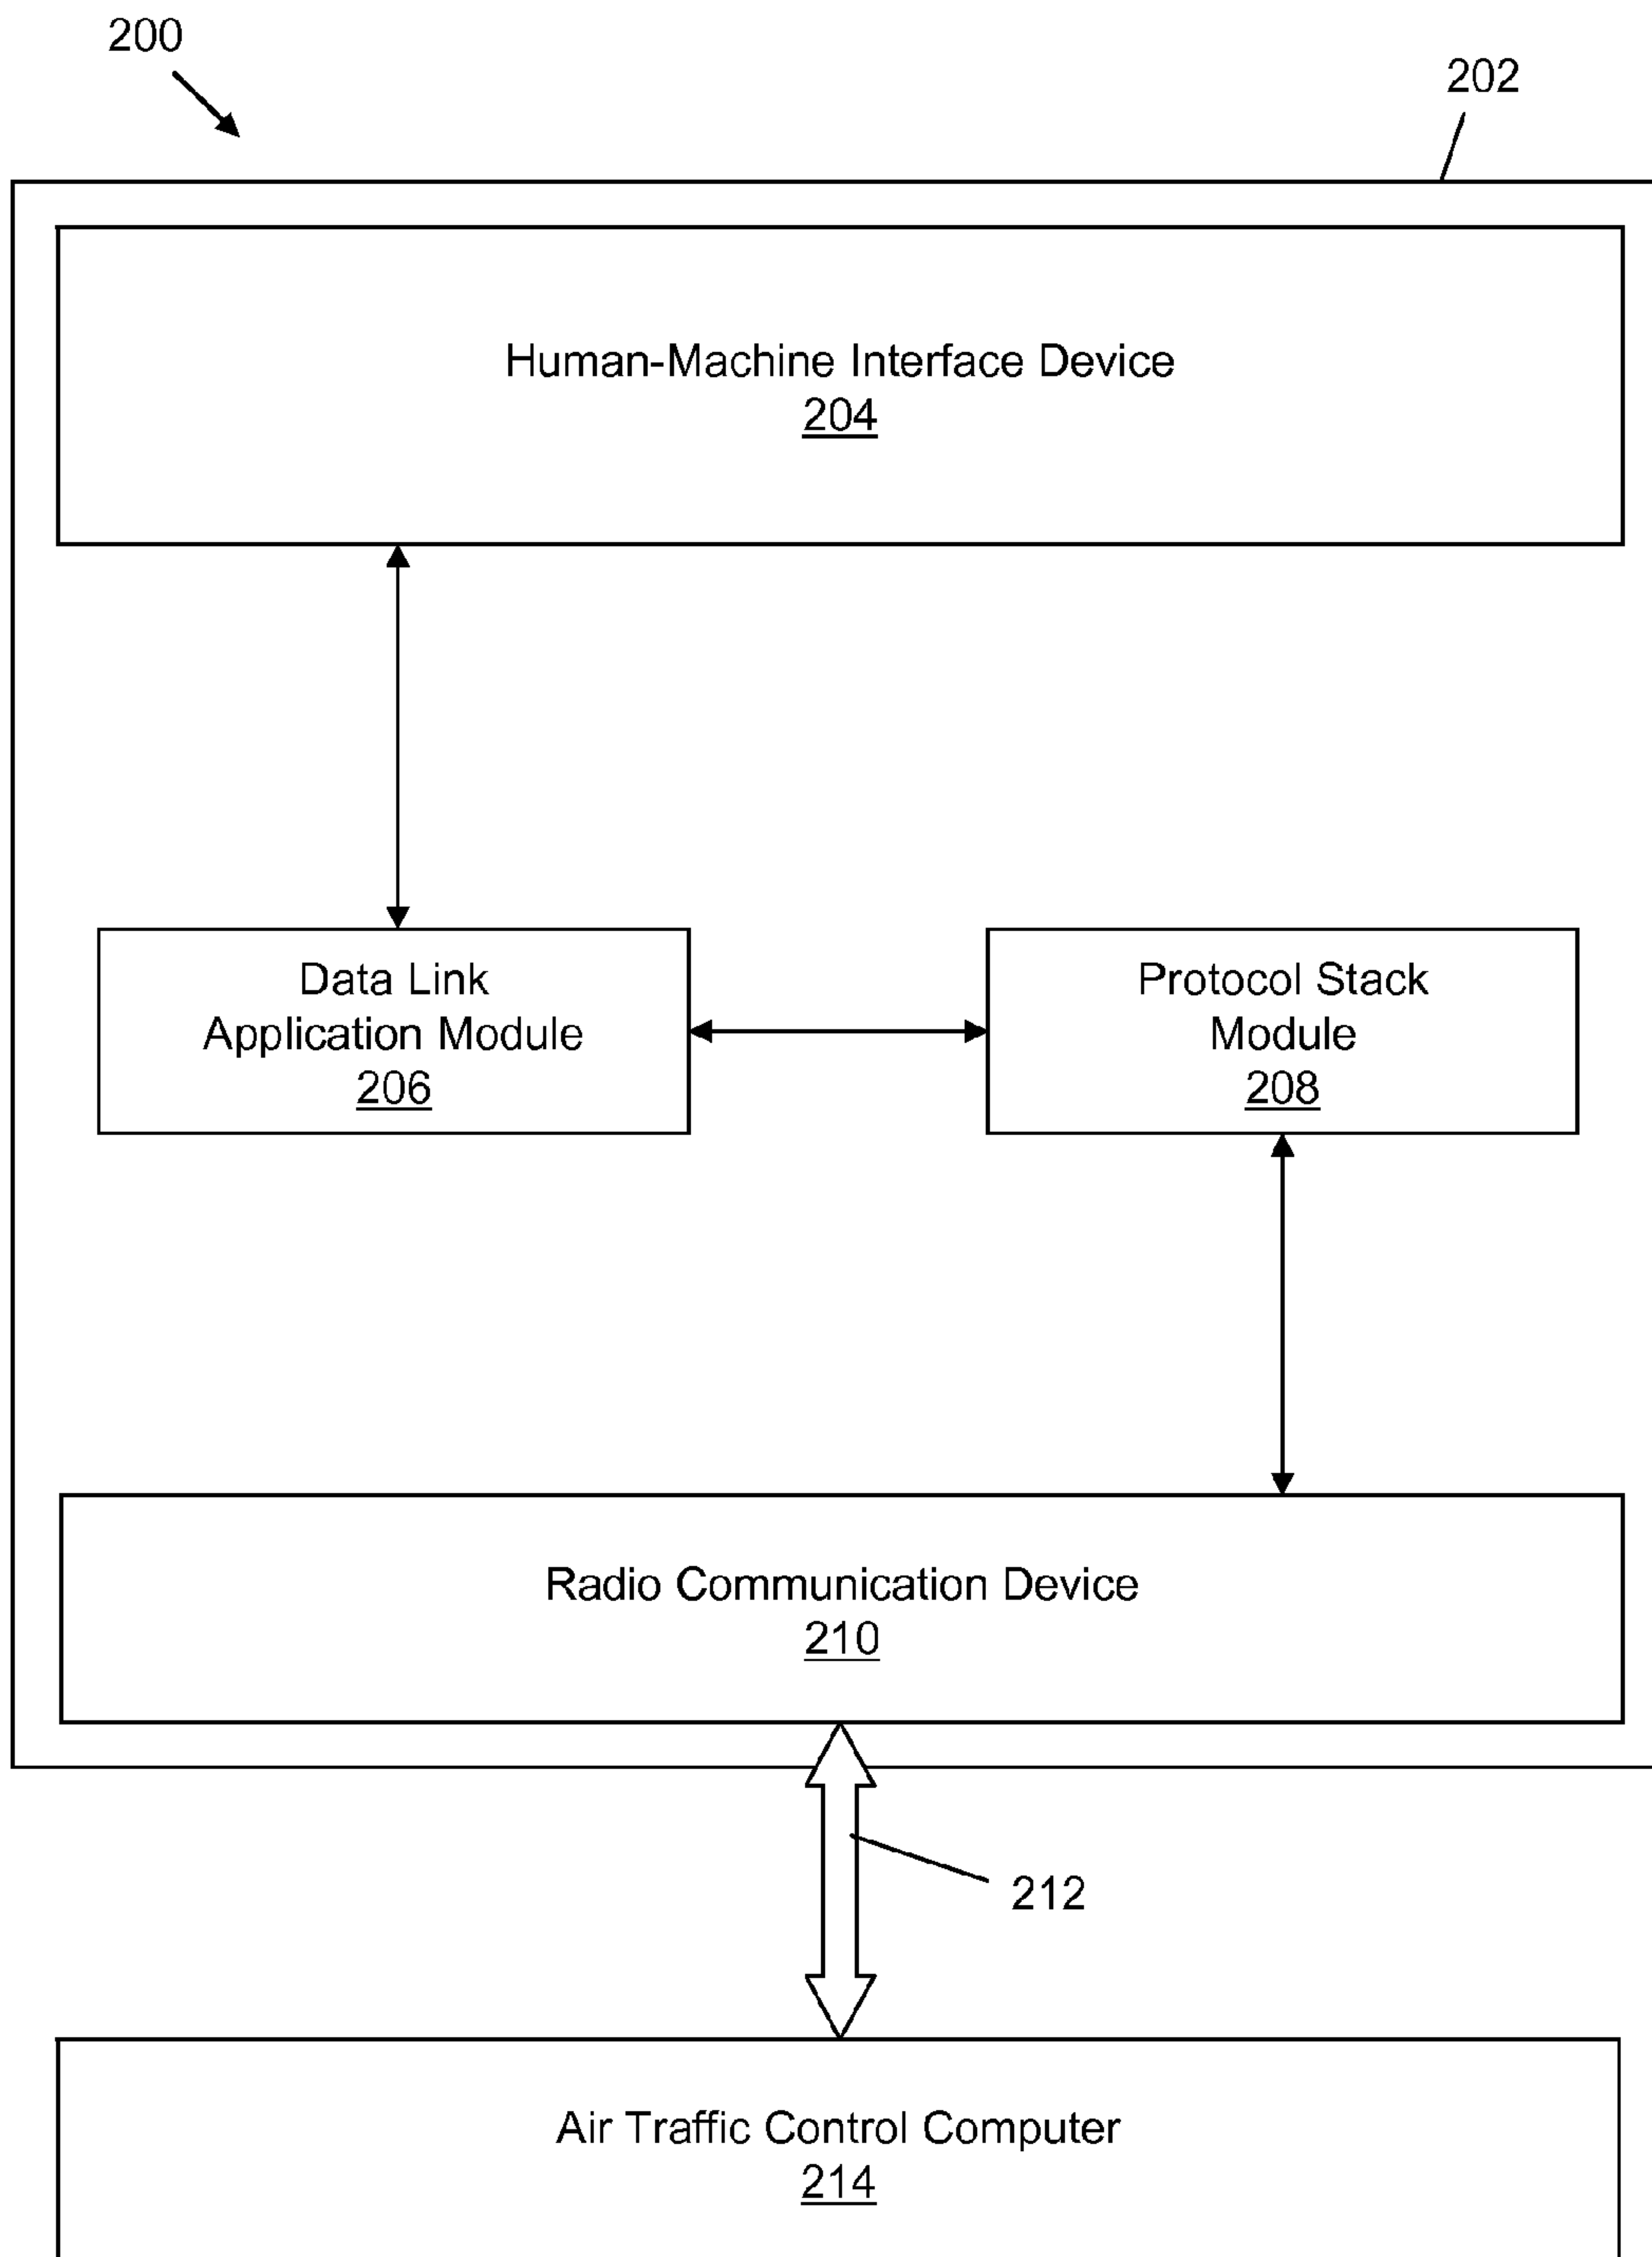 200
202
Human-Machine Interface Device
204
Data Link
Application Module
206
Protocol Stack
Module
208
Radio Communication Device
210
212
Air Traffic Control Computer
214